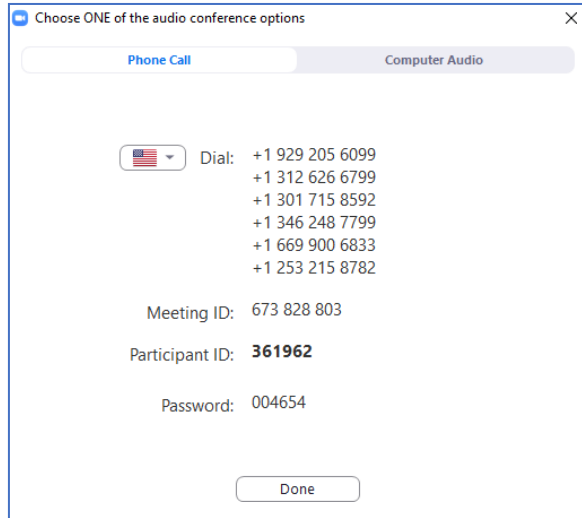 Choose ONE of the audio conference options
Phone Call Computer Audio
Dial: +1 929 205 6099
+1 312 626 6799
+1 301 715 8592
+1 346 248 7799
+1 669 900 6833
+1 253 215 8782
Meeting ID: 673 828 803
Participant ID: 361962
Password: 004654
Done